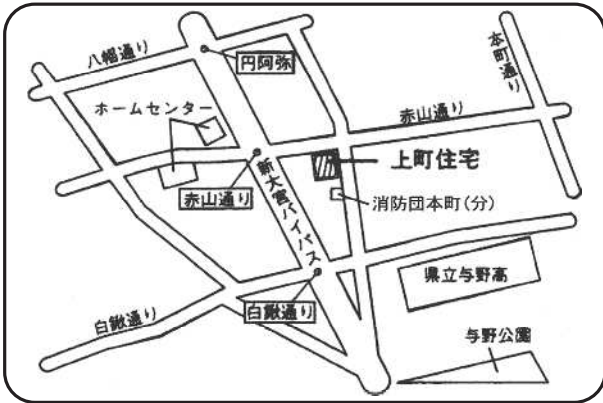 八幡通り
円阿弥
本町通り
ホームセンター
赤山通り
上町住宅
赤山通り
新大宮バイパス
消防団本町(分)
県立与野高
白鍬通り
白鍬通り
与野公園